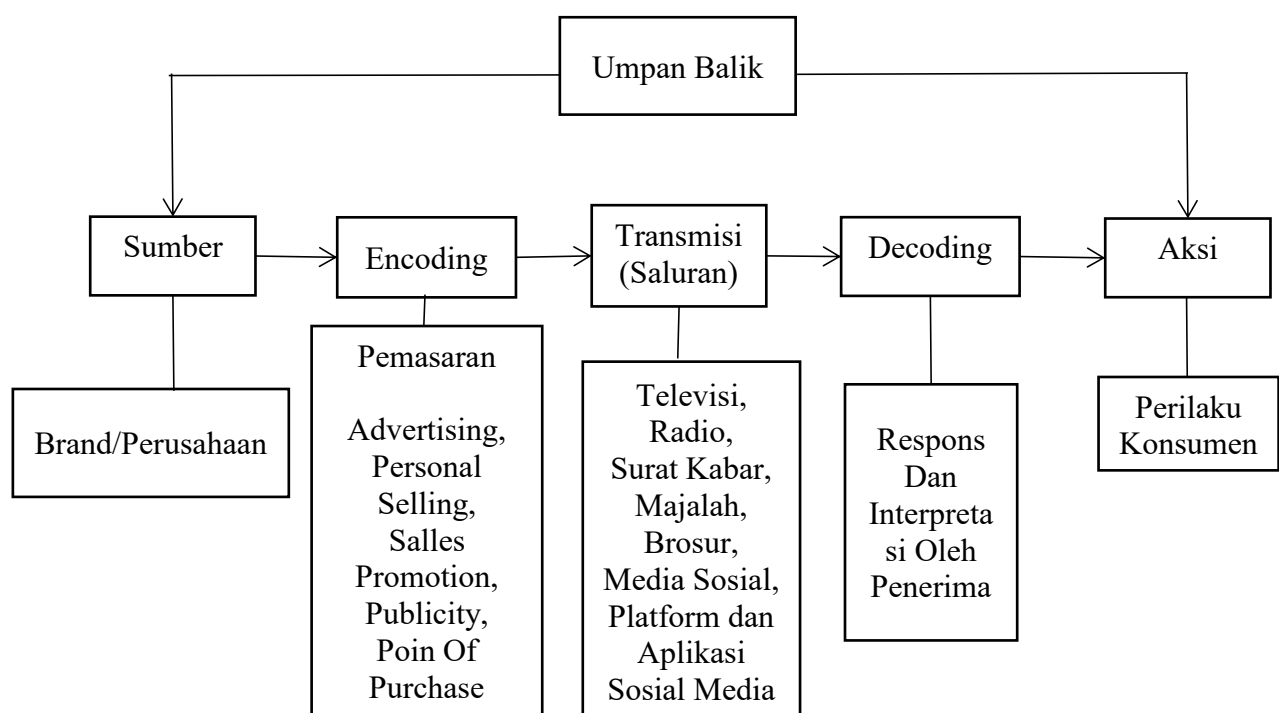 Umpan Balik
Sumber
Encoding
Transmisi
(Saluran)
Decoding
Aksi
Brand/Perusahaan
Pemasaran
Advertising,
Personal
Selling,
Salles
Promotion,
Publicity,
Poin Of
Purchase
Televisi,
Radio,
Surat Kabar,
Majalah,
Brosur,
Media Sosial,
Platform dan
Aplikasi
Sosial Media
Respons
Dan
Interpreta
si Oleh
Penerima
Perilaku
Konsumen